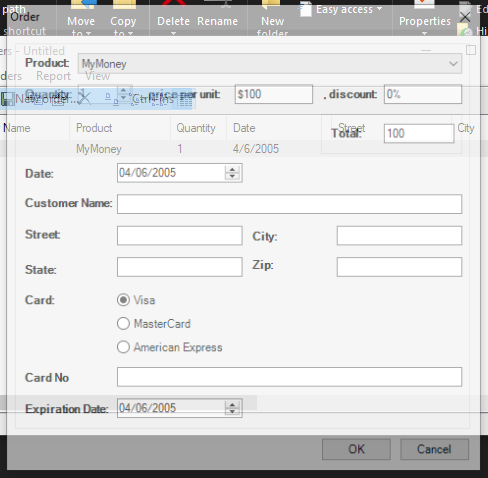 path
shortcut
Move to
Copy to
Delete
Rename
New folder
Easy access
Properties
Order
ers - Untitled
ders Report View
Product: MyMoney
Quantity: 1 price per unit: $100 , discount: 0%
New order... Ctrl+Ins
Name Product Quantity Date Street City
Total: 100
MyMoney 1 4/6/2005
Date: 04/06/2005
Customer Name:
Street: City:
State: Zip:
Card: Visa
MasterCard
American Express
Card No
Expiration Date: 04/06/2005
OK Cancel